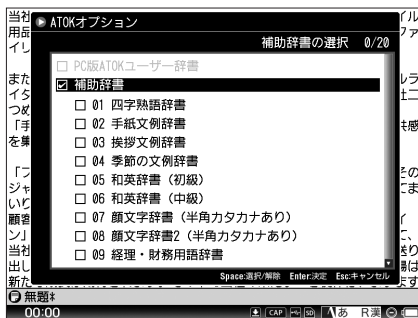 ATOKオプション
補助辞書の選択 0/20
PC版ATOKユーザー辞書
補助辞書
01 四字熟語辞書
02 手紙文例辞書
03 挨拶文例辞書
04 季節の文例辞書
05 和英辞書（初級）
06 和英辞書（中級）
07 顔文字辞書（半角カタカナあり）
08 顔文字辞書2（半角カタカナあり）
09 経理・財務用語辞書
Space:選択/解除 Enter:決定 Esc:キャンセル
無題*
00:00 CAP SD あ R漢